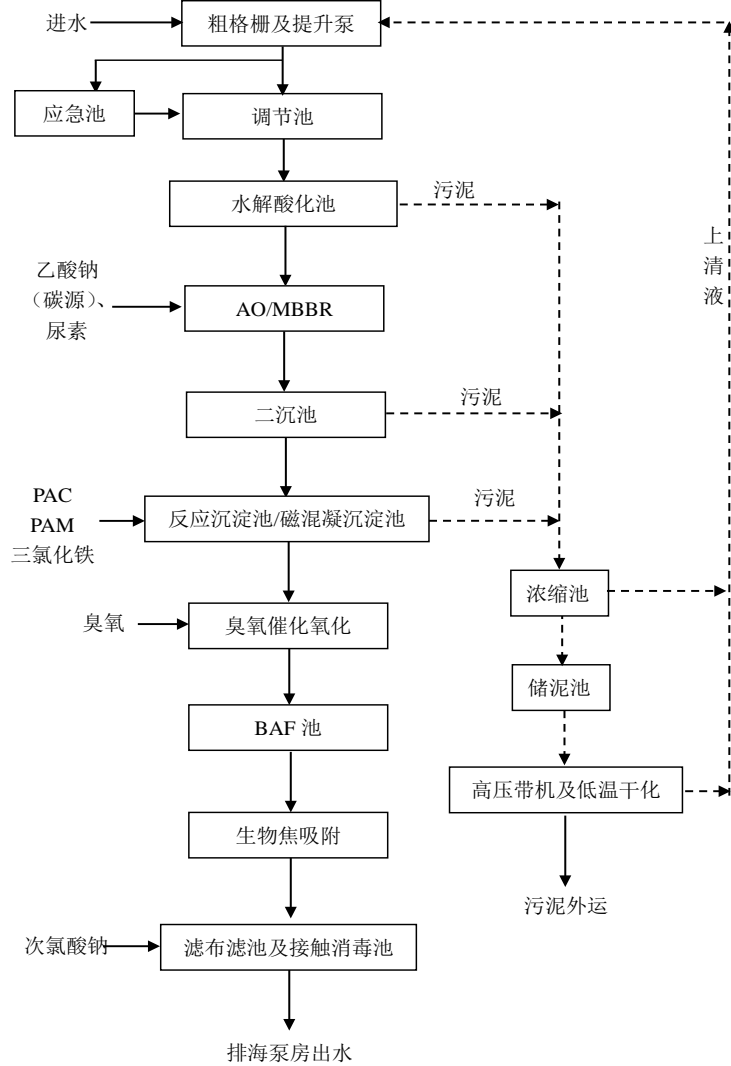 进水
粗格栅及提升泵
应急池
调节池
水解酸化池
污泥
上
清
液
乙酸钠
（碳源）、
尿素
AO/MBBR
二沉池
污泥
PAC
PAM
三氯化铁
反应沉淀池/磁混凝沉淀池
污泥
浓缩池
臭氧
臭氧催化氧化
储泥池
BAF 池
高压带机及低温干化
生物焦吸附
污泥外运
次氯酸钠
滤布滤池及接触消毒池
排海泵房出水